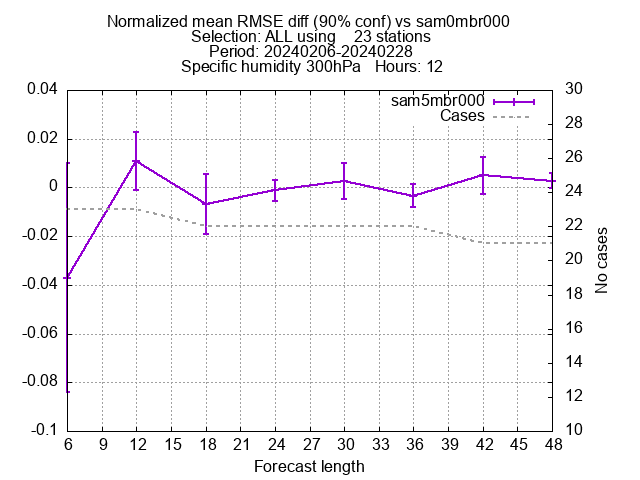 Normalized mean RMSE diff (90% conf) vs sam0mbr000
Selection: ALL using    23 stations
Period: 20240206-20240228
Specific humidity 300hPa   Hours: 12
sam5mbr000
Cases
0.04
0.02
0
-0.02
-0.04
-0.06
-0.08
-0.1
30
28
26
24
22
20
18
16
14
12
10
No cases
6 9 12 15 18 21 24 27 30 33 36 39 42 45 48
Forecast length